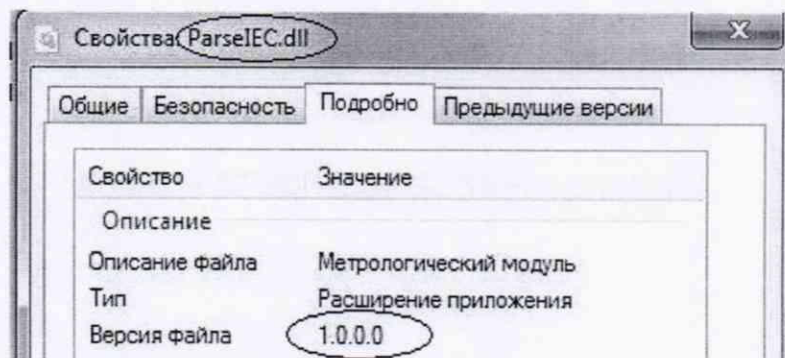 Свойства: ParseIEC.dll
Общие Безопасность Подробно Предыдущие версии
Свойство Значение
Описание
Описание файла Метрологический модуль
Тип Расширение приложения
Версия файла 1.0.0.0